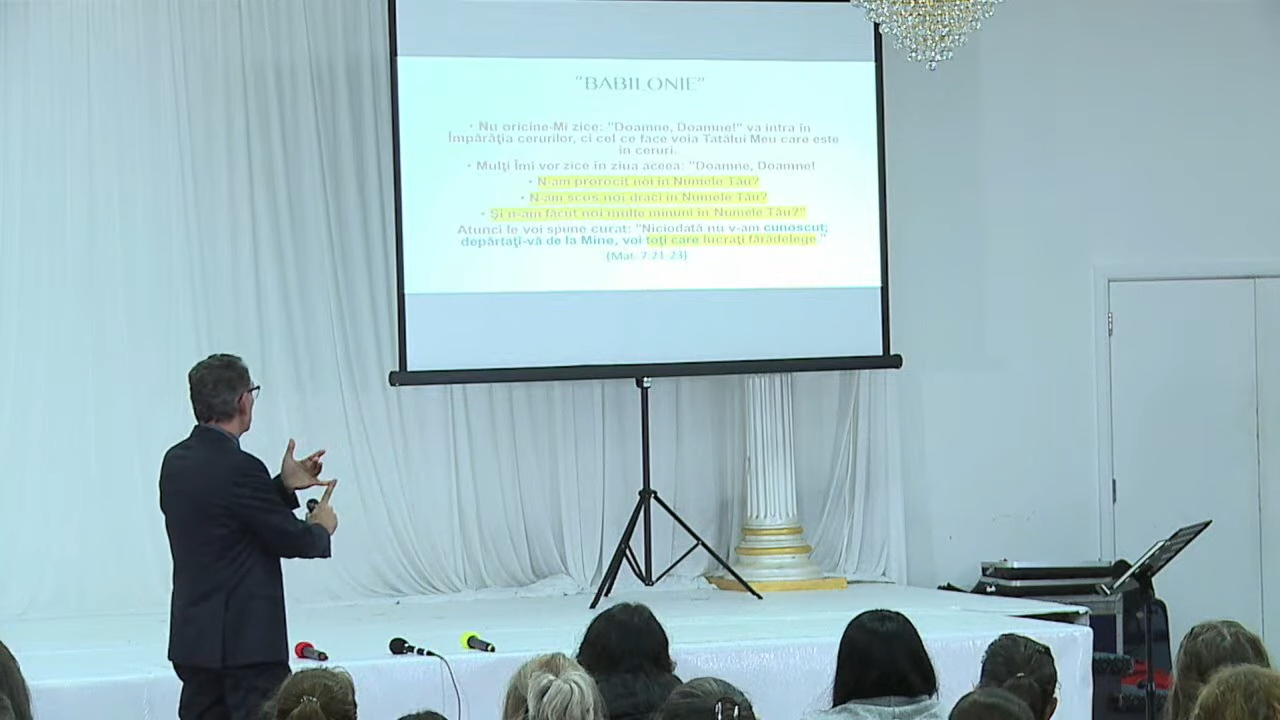 "BABILONIE"
• Nu oricine-Mi zice: "Doamne, Doamne!" va intra în
Împărăţia cerurilor, ci cel ce face voia Tatălui Meu care este
în ceruri.
• Mulţi Îmi vor zice în ziua aceea: "Doamne, Doamne!
• N-am prorocit noi în Numele Tău?
• N-am scos noi draci în Numele Tău?
• Şi n-am făcut noi multe minuni în Numele Tău?"
Atunci le voi spune curat: "Niciodată nu v-am cunoscut;
depărtaţi-vă de la Mine, voi toţi care lucraţi fărădelege."
(Mat. 7:21-23)